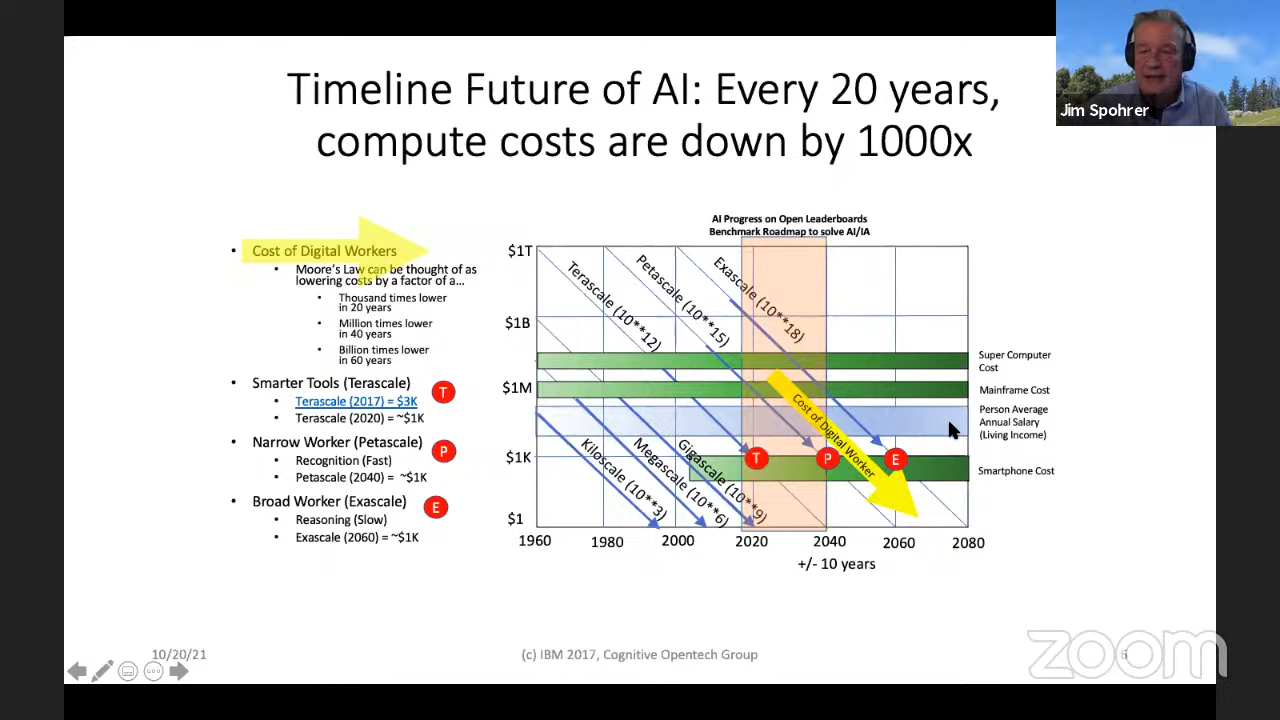 Jim Spohrer
Timeline Future of AI: Every 20 years,
compute costs are down by 1000x
• Cost of Digital Workers
• Moore's Law can be thought of as
lowering costs by a factor of a...
• Thousand times lower
in 20 years
• Million times lower
in 40 years
• Billion times lower
in 60 years
• Smarter Tools (Terascale)
T
• Terascale (2017) = $3K
• Terascale (2020) = ~$1K
• Narrow Worker (Petascale)
P
• Recognition (Fast)
• Petascale (2040) = ~$1K
• Broad Worker (Exascale)
E
• Reasoning (Slow)
• Exascale (2060) = ~$1K
AI Progress on Open Leaderboards
Benchmark Roadmap to solve AI/IA
$1T
$1B
$1M
$1K
$1
Terascale (10**12)
Petascale (10**15)
Exascale (10**18)
Kiloscale (10**3)
Megascale (10**6)
Gigascale (10**9)
Cost of Digital Worker
T
P
E
Super Computer
Cost
Mainframe Cost
Person Average
Annual Salary
(Living Income)
Smartphone Cost
1960 1980 2000 2020 2040 2060 2080
+/- 10 years
10/20/21
(c) IBM 2017, Cognitive Opentech Group
6
zoom